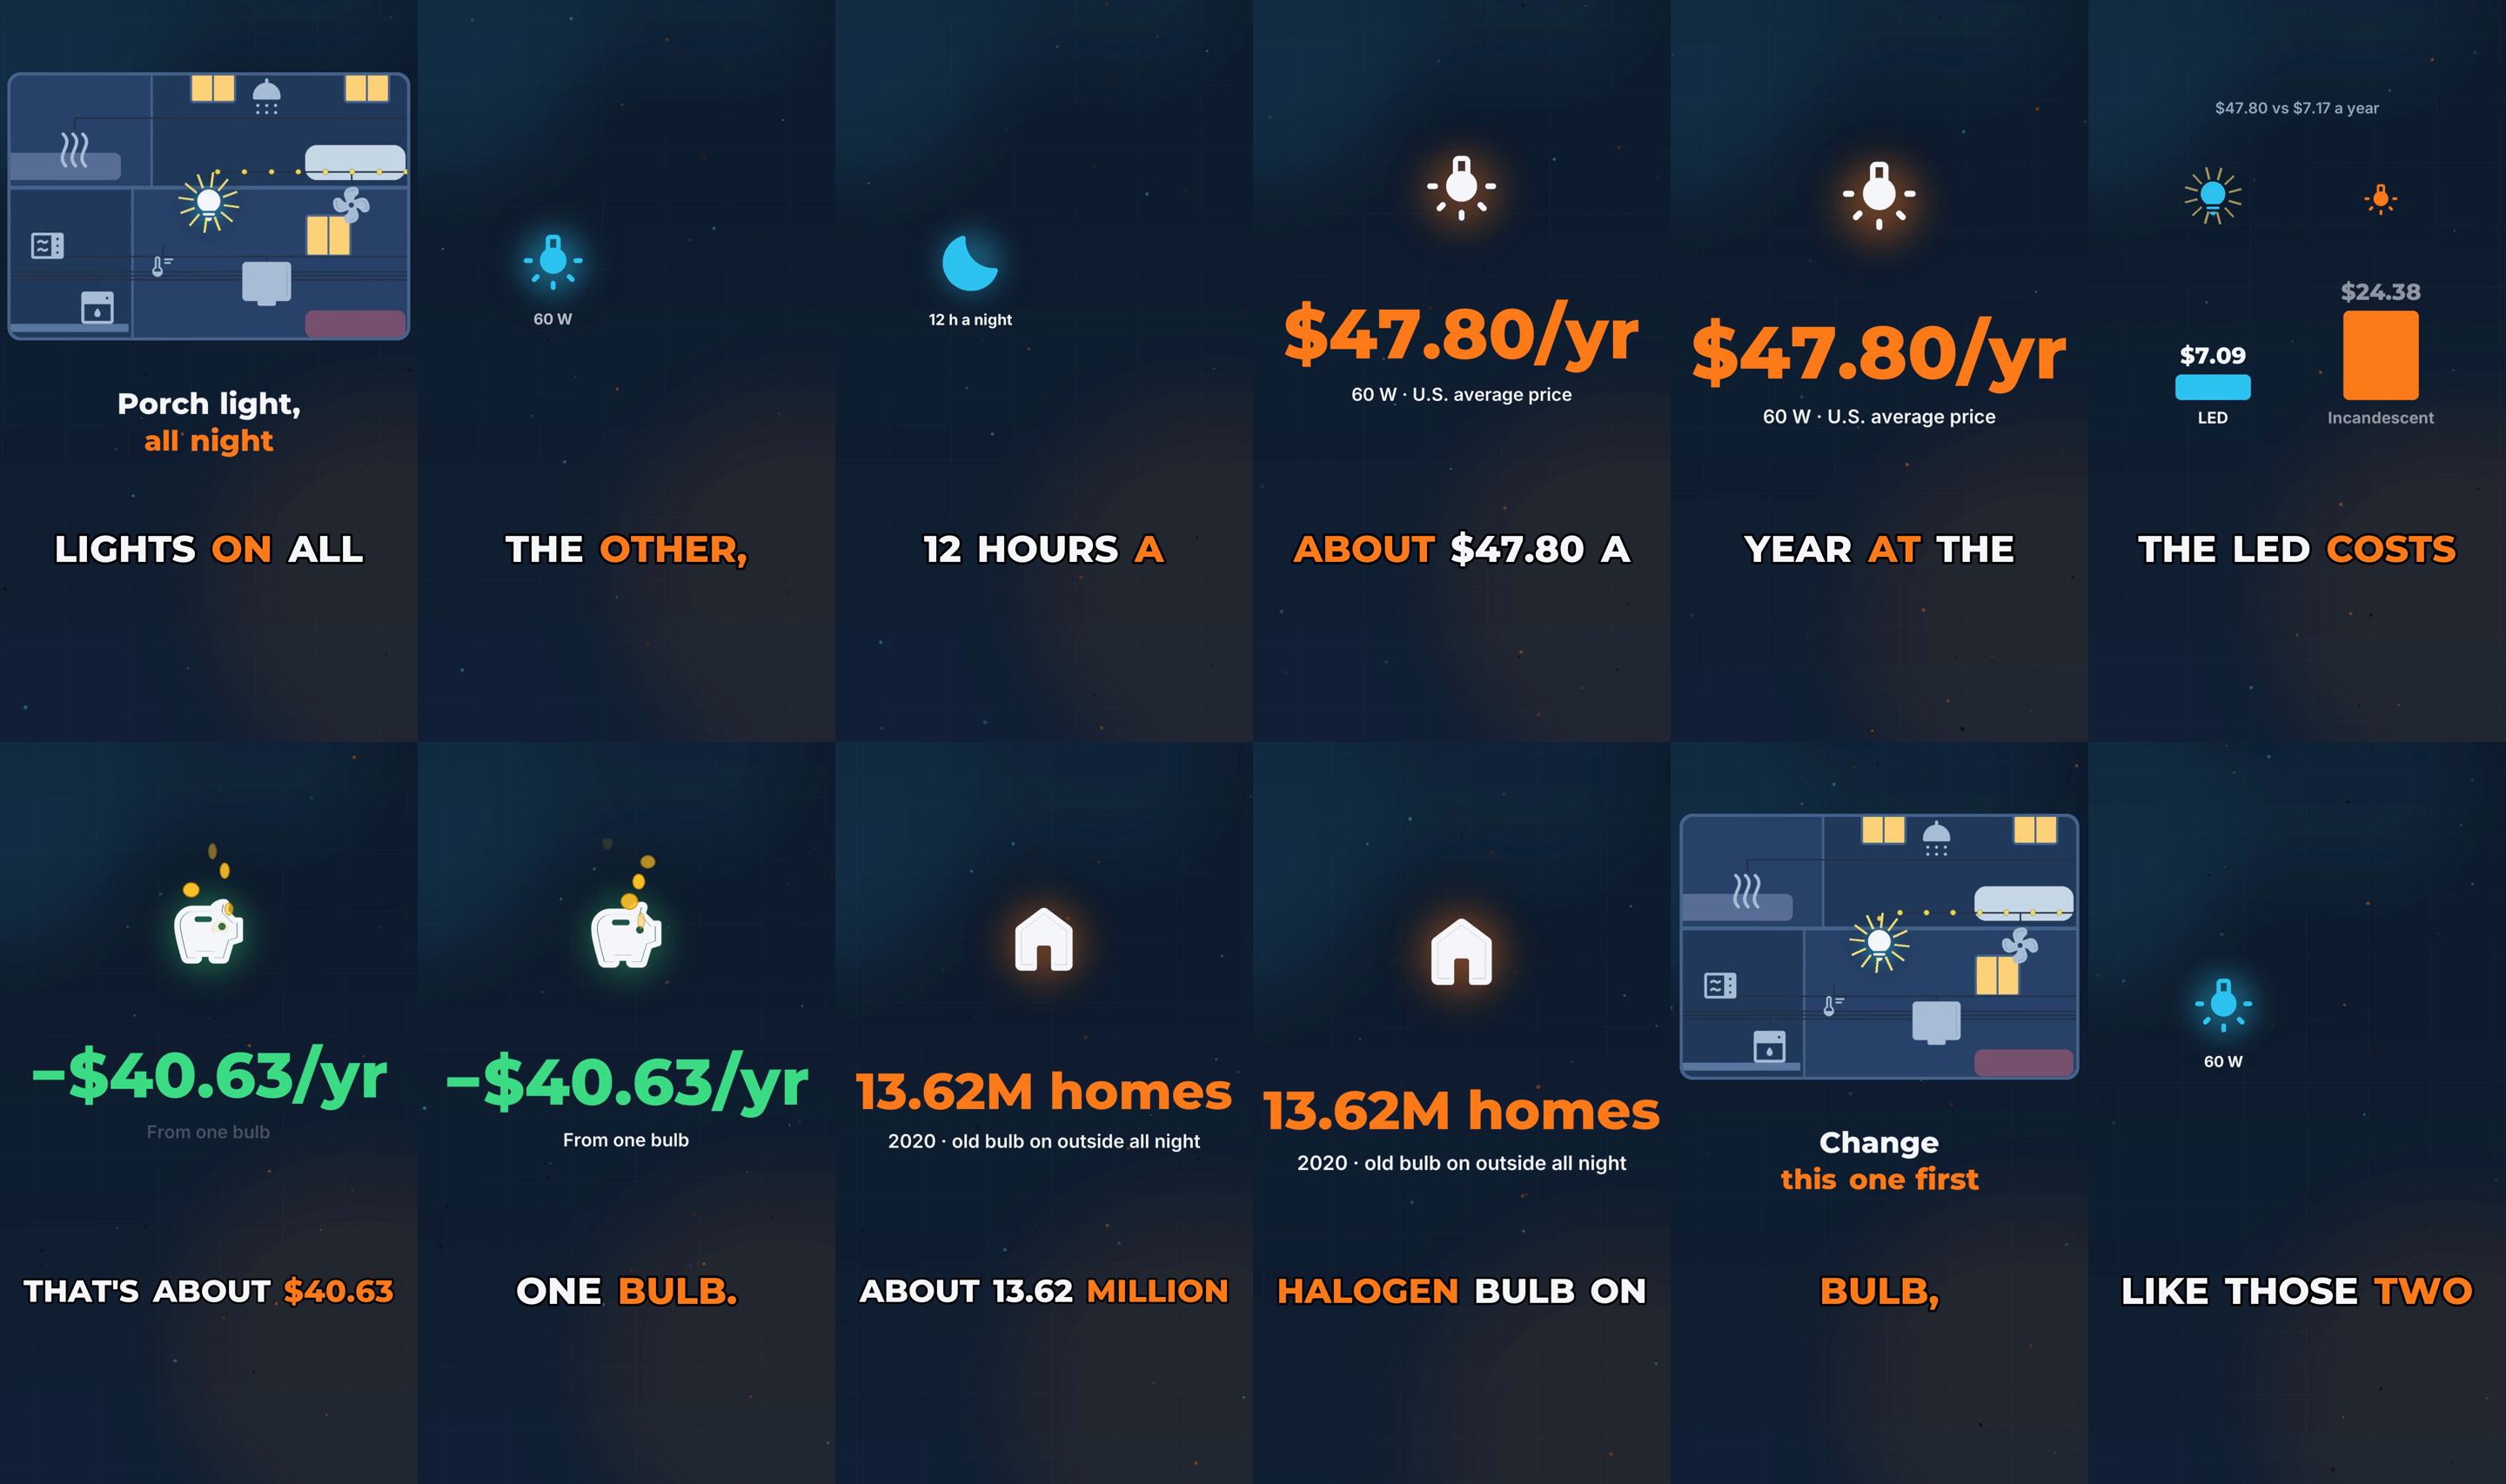 Porch light,
all night
LIGHTS ON ALL
60 W
THE OTHER,
12 h a night
12 HOURS A
$47.80/yr
60 W · U.S. average price
ABOUT $47.80 A
$47.80/yr
60 W · U.S. average price
YEAR AT THE
$47.80 vs $7.17 a year
$24.38
$7.09
LED
Incandescent
THE LED COSTS
−$40.63/yr
From one bulb
THAT'S ABOUT $40.63
−$40.63/yr
From one bulb
ONE BULB.
13.62M homes
2020 · old bulb on outside all night
ABOUT 13.62 MILLION
13.62M homes
2020 · old bulb on outside all night
HALOGEN BULB ON
Change
this one first
BULB,
60 W
LIKE THOSE TWO